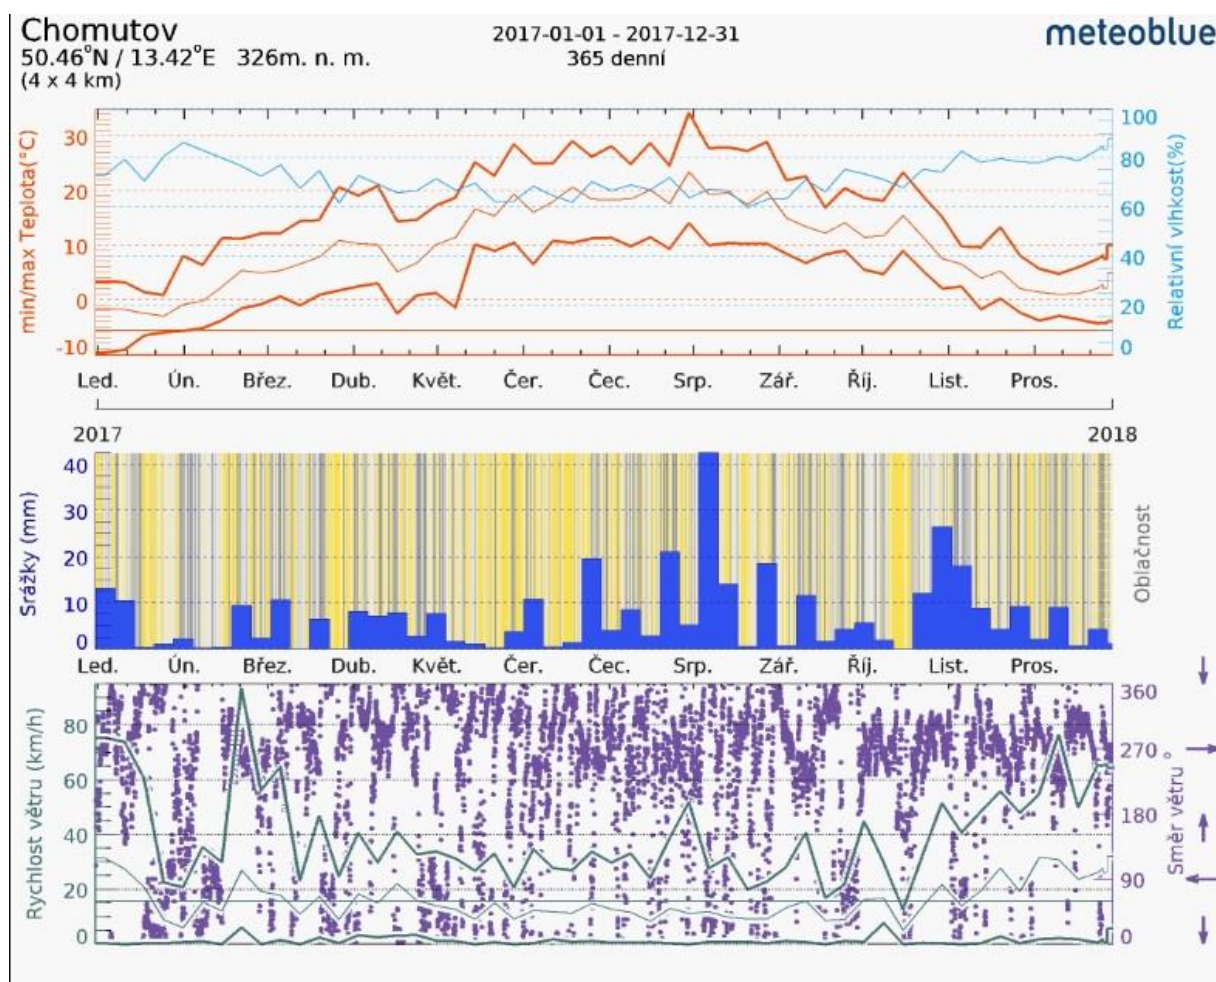 Chomutov
2017-01-01 - 2017-12-31
meteoblue
50.46°N / 13.42°E 326m. n. m.
365 denní
(4 x 4 km)
min/max Teplota(°C)
30
20
10
0
-10
100
80
60
40
20
0
Relativní vlhkost(%)
Led. Ún. Břez. Dub. Květ. Čer. Čec. Srp. Zář. Říj. List. Pros.
2017 2018
Srážky (mm)
40
30
20
10
0
Oblačnost
Led. Ún. Břez. Dub. Květ. Čer. Čec. Srp. Zář. Říj. List. Pros.
Rychlost větru (km/h)
80
60
40
20
0
360
270
180
90
0
Směr větru °